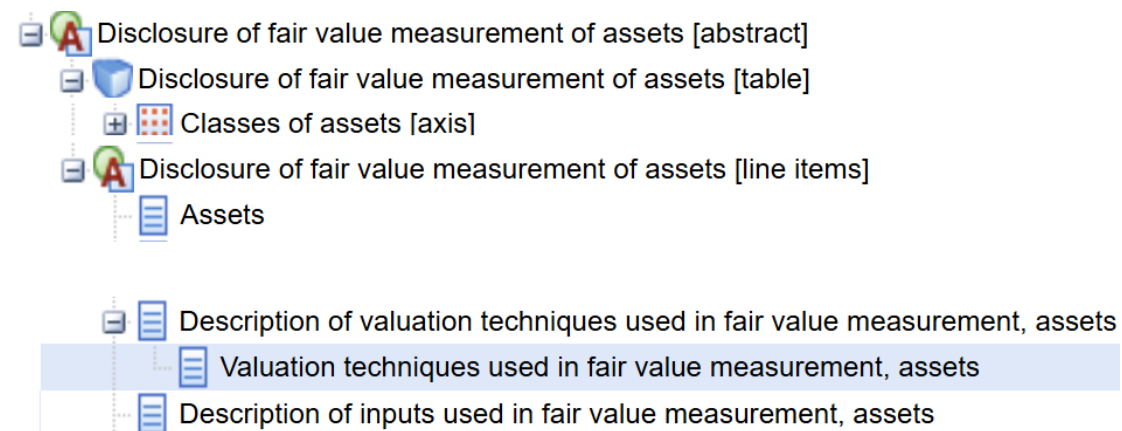 Disclosure of fair value measurement of assets [abstract]
Disclosure of fair value measurement of assets [table]
Classes of assets [axis]
Disclosure of fair value measurement of assets [line items]
Assets
Description of valuation techniques used in fair value measurement, assets
Valuation techniques used in fair value measurement, assets
Description of inputs used in fair value measurement, assets